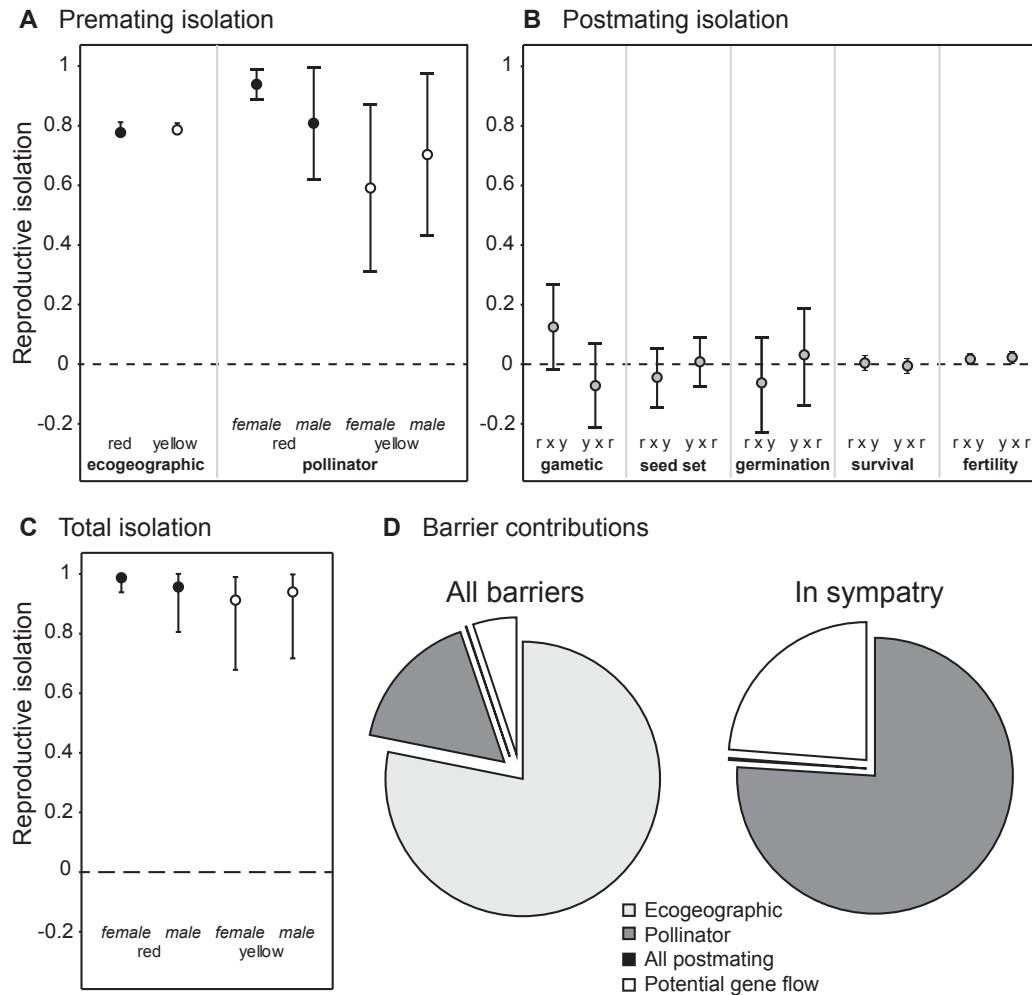 A Premating isolation
Reproductive isolation
1
0.8
0.6
0.4
0.2
0
-0.2
female male female male
red yellow red yellow
ecogeographic pollinator
B Postmating isolation
1
0.8
0.6
0.4
0.2
0
-0.2
r x y y x r r x y y x r r x y y x r r x y y x r r x y y x r
gametic seed set germination survival fertility
C Total isolation
Reproductive isolation
1
0.8
0.6
0.4
0.2
0
-0.2
female male female male
red yellow
D Barrier contributions
All barriers In sympatry
Ecogeographic
Pollinator
All postmating
Potential gene flow